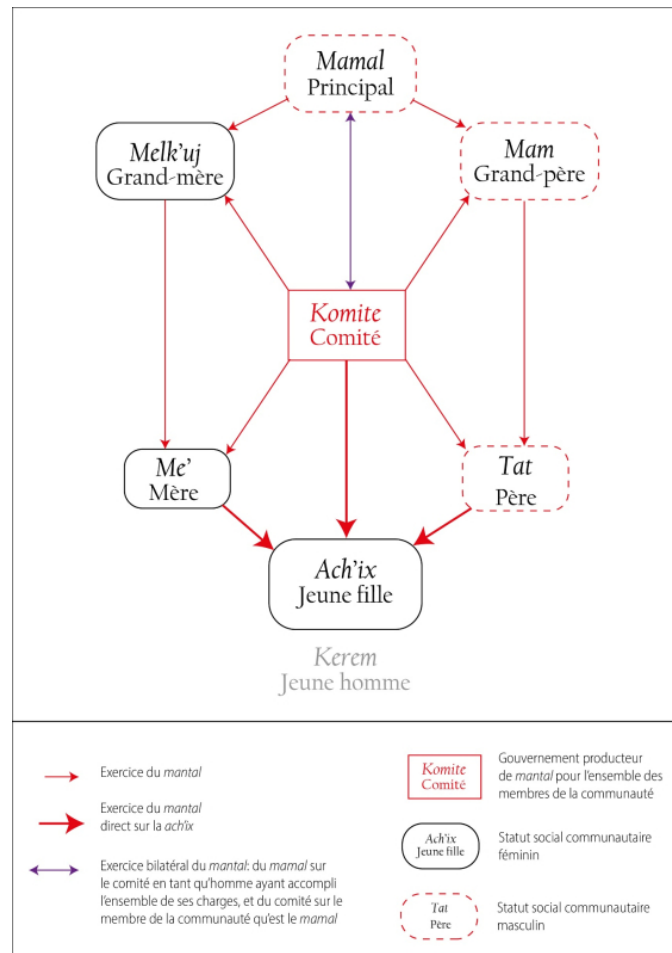 Mamal
Principal
Melk'uj
Grand-mère
Mam
Grand-père
Komite
Comité
Me'
Mère
Tat
Père
Ach'ix
Jeune fille
Kerem
Jeune homme
Exercice du mantal
Exercice du mantal
direct sur la ach'ix
Exercice bilatéral du mantal: du mamal sur
le comité en tant qu'homme ayant accompli
l'ensemble de ses charges, et du comité sur le
membre de la communauté qu'est le mamal
Komite
Comité
Gouvernement producteur
de mantal pour l'ensemble des
membres de la communauté
Ach'ix
Jeune fille
Statut social communautaire
féminin
Tat
Père
Statut social communautaire
masculin